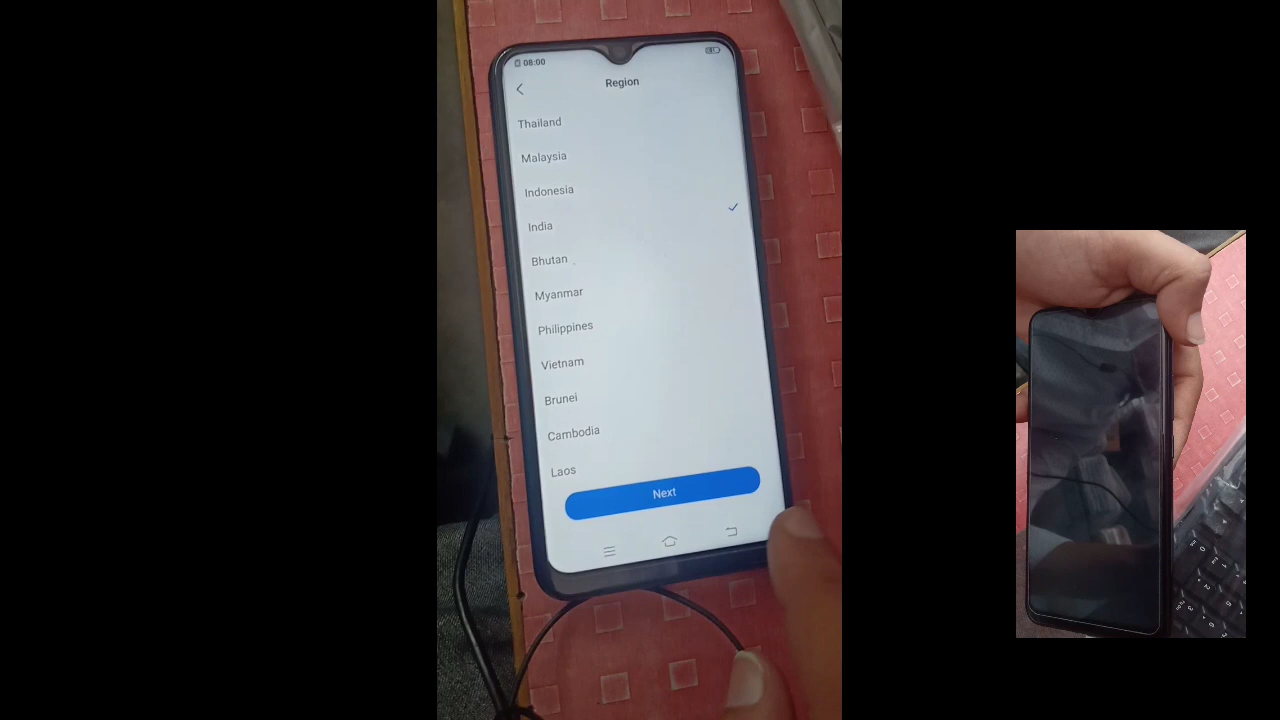 08:00
Region
Thailand
Malaysia
Indonesia
India
Bhutan
Myanmar
Philippines
Vietnam
Brunei
Cambodia
Laos
Next